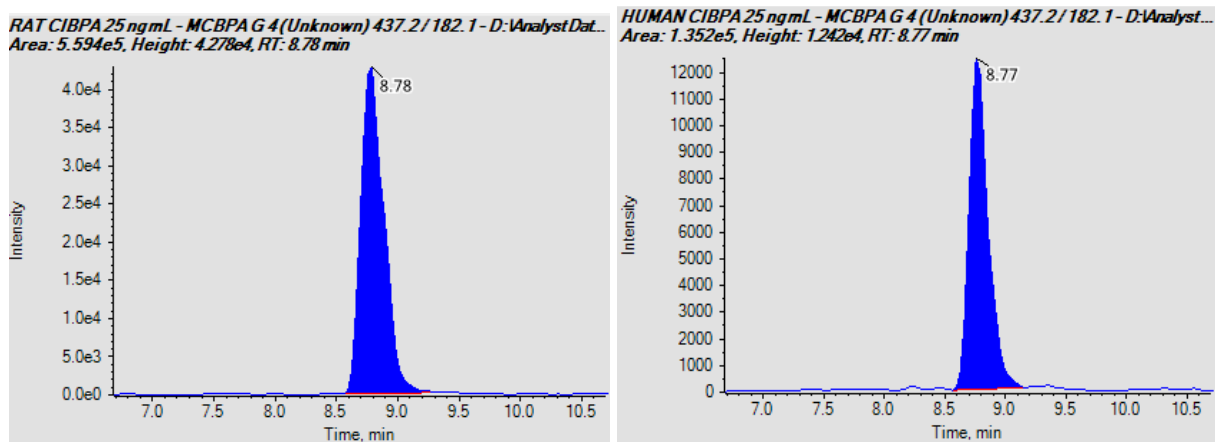 RAT CIBPA 25 ng mL - MCBPA G 4 (Unknown) 437.2 / 182.1 - D:\Analyst Dat...
Area: 5.594e5, Height: 4.278e4, RT: 8.78 min
4.0e4
3.5e4
3.0e4
2.5e4
2.0e4
1.5e4
1.0e4
5.0e3
0.0e0
Intensity
8.78
7.0 7.5 8.0 8.5 9.0 9.5 10.0 10.5
Time, min
HUMAN CIBPA 25 ng mL - MCBPA G 4 (Unknown) 437.2 / 182.1 - D:\Analyst...
Area: 1.352e5, Height: 1.242e4, RT: 8.77 min
12000
11000
10000
9000
8000
7000
6000
5000
4000
3000
2000
1000
0
Intensity
8.77
7.0 7.5 8.0 8.5 9.0 9.5 10.0 10.5
Time, min